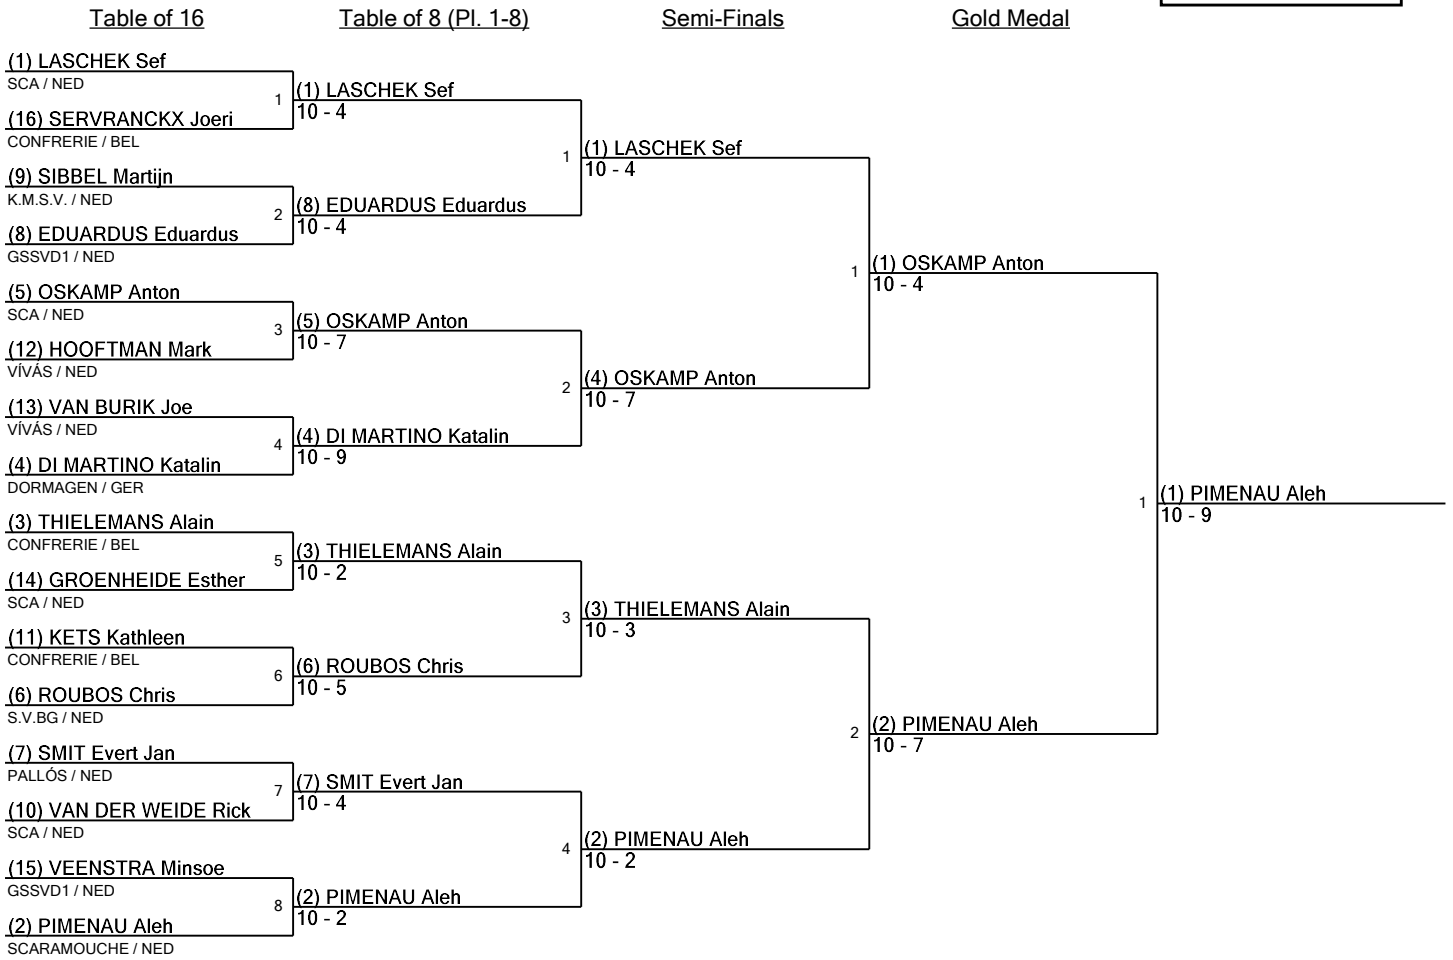 Table of 16
Table of 8 (Pl. 1-8)
Semi-Finals
Gold Medal
(1) LASCHEK Sef
SCA / NED
(16) SERVRANCKX Joeri
CONFRERIE / BEL
(9) SIBBEL Martijn
K.M.S.V. / NED
(8) EDUARDUS Eduardus
GSSVD1 / NED
(5) OSKAMP Anton
SCA / NED
(12) HOOFTMAN Mark
VÍVÁS / NED
(13) VAN BURIK Joe
VÍVÁS / NED
(4) DI MARTINO Katalin
DORMAGEN / GER
(3) THIELEMANS Alain
CONFRERIE / BEL
(14) GROENHEIDE Esther
SCA / NED
(11) KETS Kathleen
CONFRERIE / BEL
(6) ROUBOS Chris
S.V.BG / NED
(7) SMIT Evert Jan
PALLÓS / NED
(10) VAN DER WEIDE Rick
SCA / NED
(15) VEENSTRA Minsoe
GSSVD1 / NED
(2) PIMENAU Aleh
SCARAMOUCHE / NED
1
(1) LASCHEK Sef
10 - 4
2
(8) EDUARDUS Eduardus
10 - 4
3
(5) OSKAMP Anton
10 - 7
4
(4) DI MARTINO Katalin
10 - 9
5
(3) THIELEMANS Alain
10 - 2
6
(6) ROUBOS Chris
10 - 5
7
(7) SMIT Evert Jan
10 - 4
8
(2) PIMENAU Aleh
10 - 2
1
(1) LASCHEK Sef
10 - 4
2
(4) OSKAMP Anton
10 - 7
3
(3) THIELEMANS Alain
10 - 3
4
(2) PIMENAU Aleh
10 - 2
1
(1) OSKAMP Anton
10 - 4
2
(2) PIMENAU Aleh
10 - 7
1
(1) PIMENAU Aleh
10 - 9